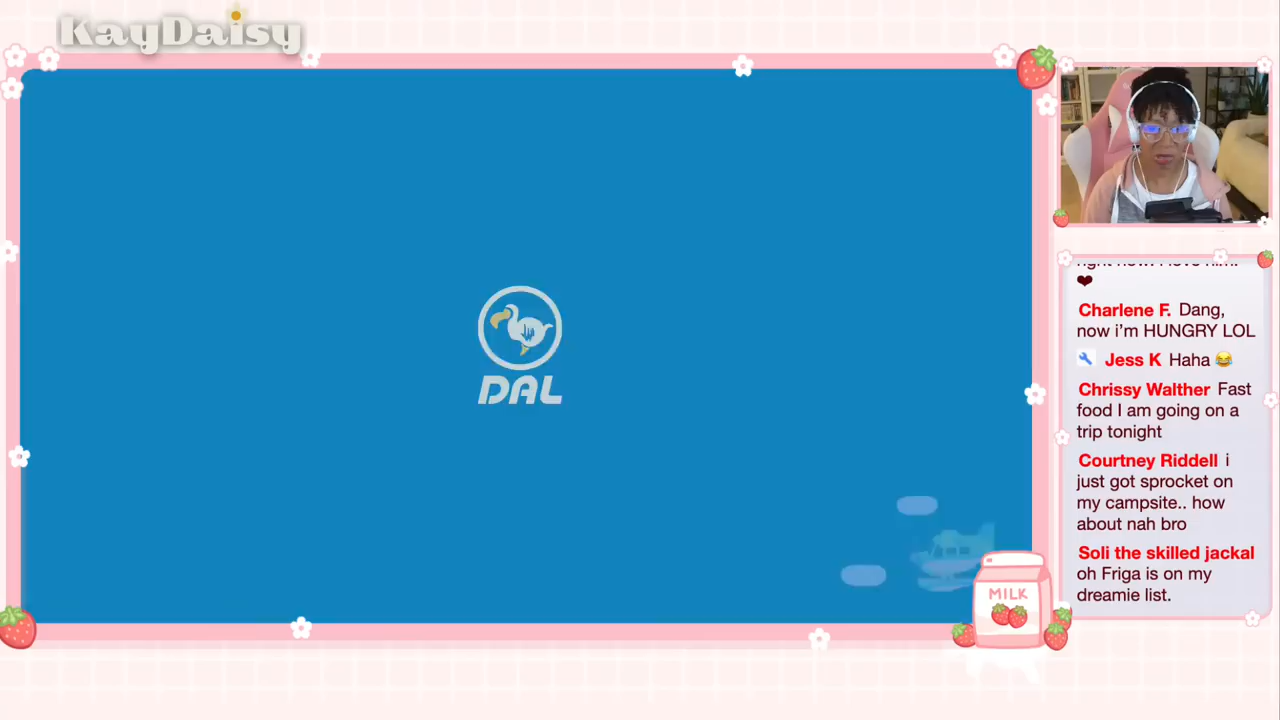 KayDaisy
DAL
MILK
❤
Charlene F. Dang,
now i’m HUNGRY LOL
Jess K Haha 😂
Chrissy Walther Fast
food I am going on a
trip tonight
Courtney Riddell i
just got sprocket on
my campsite.. how
about nah bro
Soli the skilled jackal
oh Friga is on my
dreamie list.